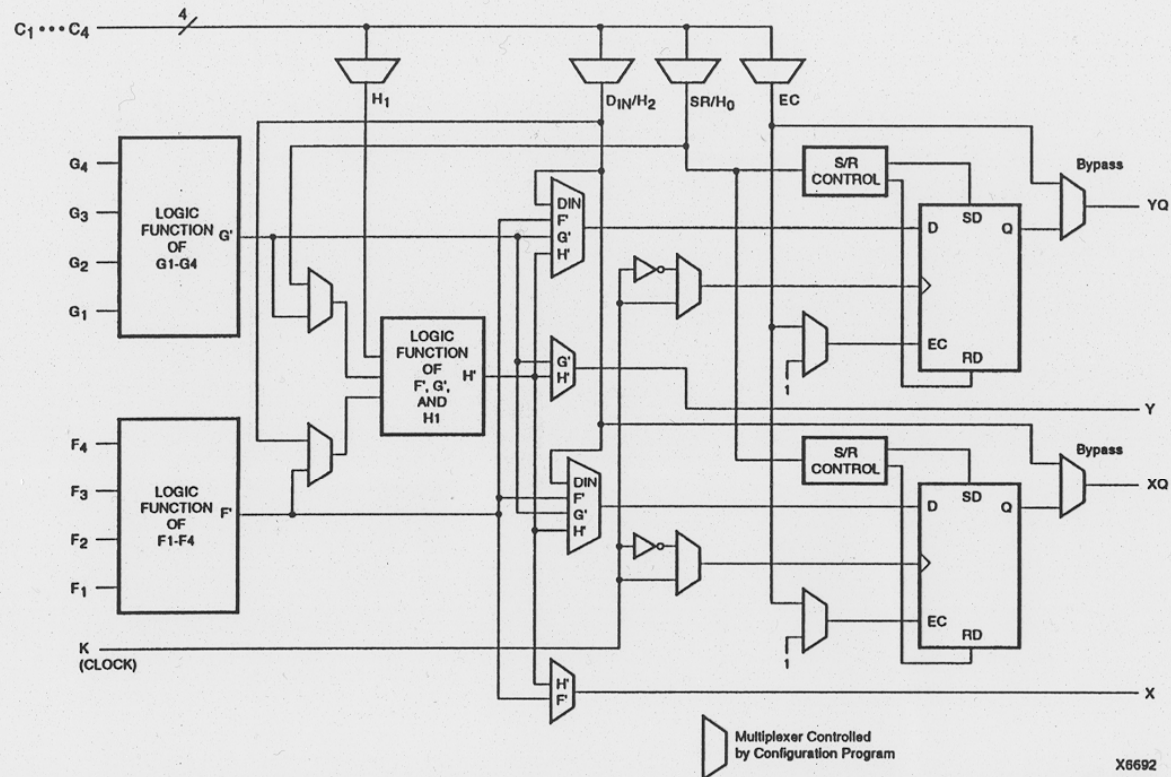 C1 ••• C4
4
H1
DIN/H2
SR/H0
EC
G4
G3
G2
G1
LOGIC
FUNCTION
OF
G1-G4
G'
DIN
F'
G'
H'
S/R
CONTROL
Bypass
D
SD
Q
EC
RD
1
YQ
LOGIC
FUNCTION
OF
F', G',
AND
H1
H'
G'
H'
Y
F4
F3
F2
F1
LOGIC
FUNCTION
OF
F1-F4
F'
DIN
F'
G'
H'
S/R
CONTROL
Bypass
D
SD
Q
EC
RD
1
XQ
K
(CLOCK)
H'
F'
X
Multiplexer Controlled
by Configuration Program
X6692